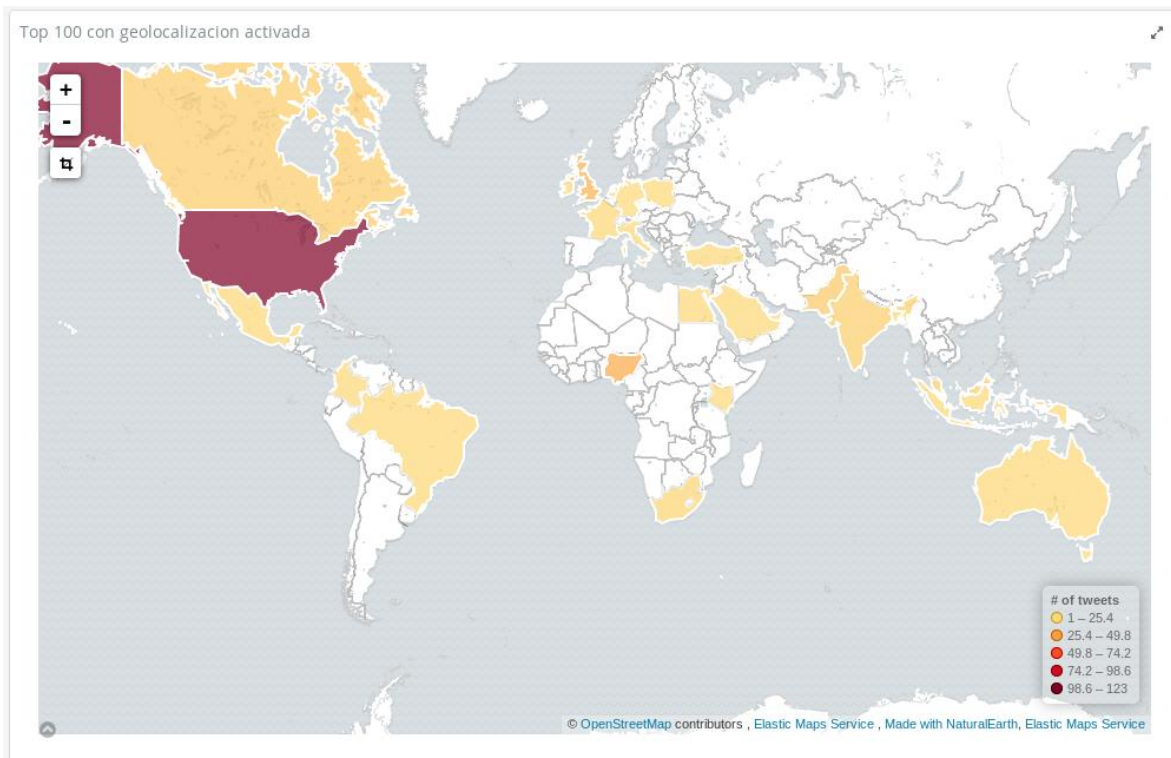 Top 100 con geolocalizacion activada
+
-
# of tweets
1 – 25.4
25.4 – 49.8
49.8 – 74.2
74.2 – 98.6
98.6 – 123
© OpenStreetMap contributors , Elastic Maps Service , Made with NaturalEarth, Elastic Maps Service